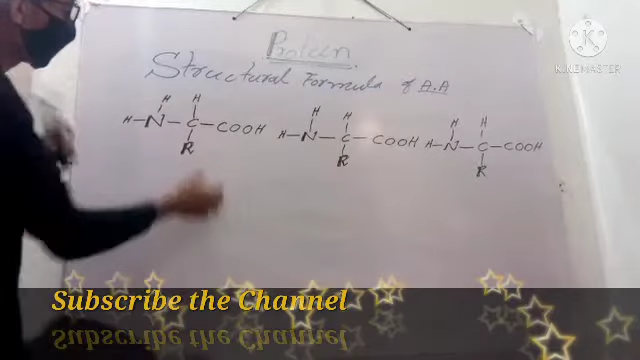 Protein
Structural Formula of A.A
H H
H-N-C-COOH
R
H H
H-N-C-COOH
R
H H
H-N-C-COOH
R
KINEMASTER
Subscribe the Channel